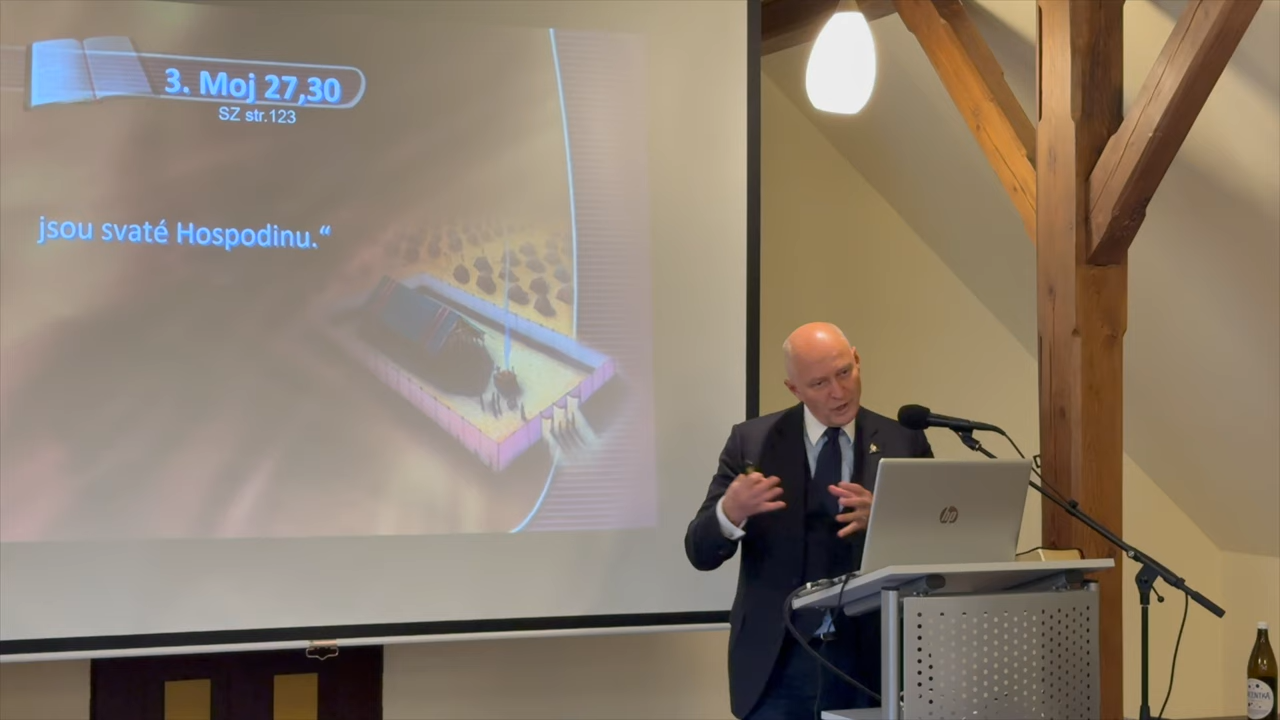 3. Moj 27,30
SZ str.123
jsou svaté Hospodinu.“
hp